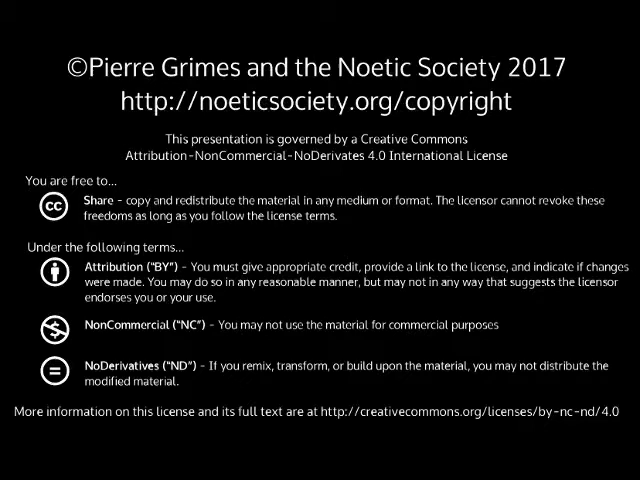 ©Pierre Grimes and the Noetic Society 2017
http://noeticsociety.org/copyright
This presentation is governed by a Creative Commons
Attribution-NonCommercial-NoDerivates 4.0 International License
You are free to...
cc
Share - copy and redistribute the material in any medium or format. The licensor cannot revoke these
freedoms as long as you follow the license terms.
Under the following terms...
Attribution ("BY") - You must give appropriate credit, provide a link to the license, and indicate if changes
were made. You may do so in any reasonable manner, but may not in any way that suggests the licensor
endorses you or your use.
NonCommercial ("NC") - You may not use the material for commercial purposes
NoDerivatives ("ND") - If you remix, transform, or build upon the material, you may not distribute the
modified material.
More information on this license and its full text are at http://creativecommons.org/licenses/by-nc-nd/4.0